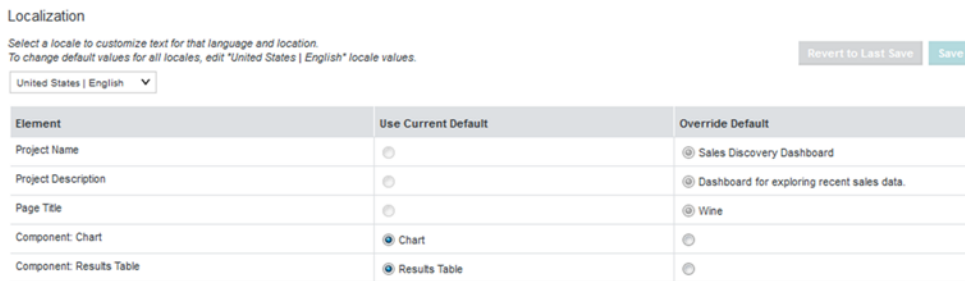 Localization
Select a locale to customize text for that language and location.
To change default values for all locales, edit "United States | English" locale values.
Revert to Last Save Save
United States | English
Element Use Current Default Override Default
Project Name Sales Discovery Dashboard
Project Description Dashboard for exploring recent sales data.
Page Title Wine
Component: Chart Chart
Component: Results Table Results Table